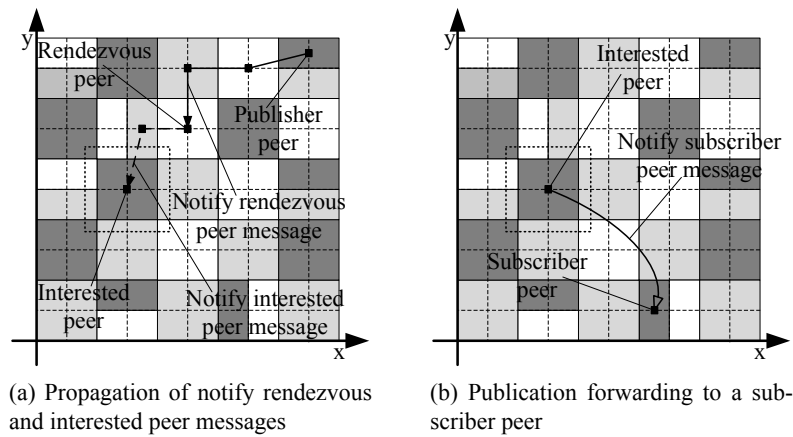 y
Rendezvous
peer
Publisher
peer
Notify rendezvous
peer message
Interested
peer
Notify interested
peer message
x
(a) Propagation of notify rendezvous
and interested peer messages
y
Interested
peer
Notify subscriber
peer message
Subscriber
peer
x
(b) Publication forwarding to a sub-
scriber peer